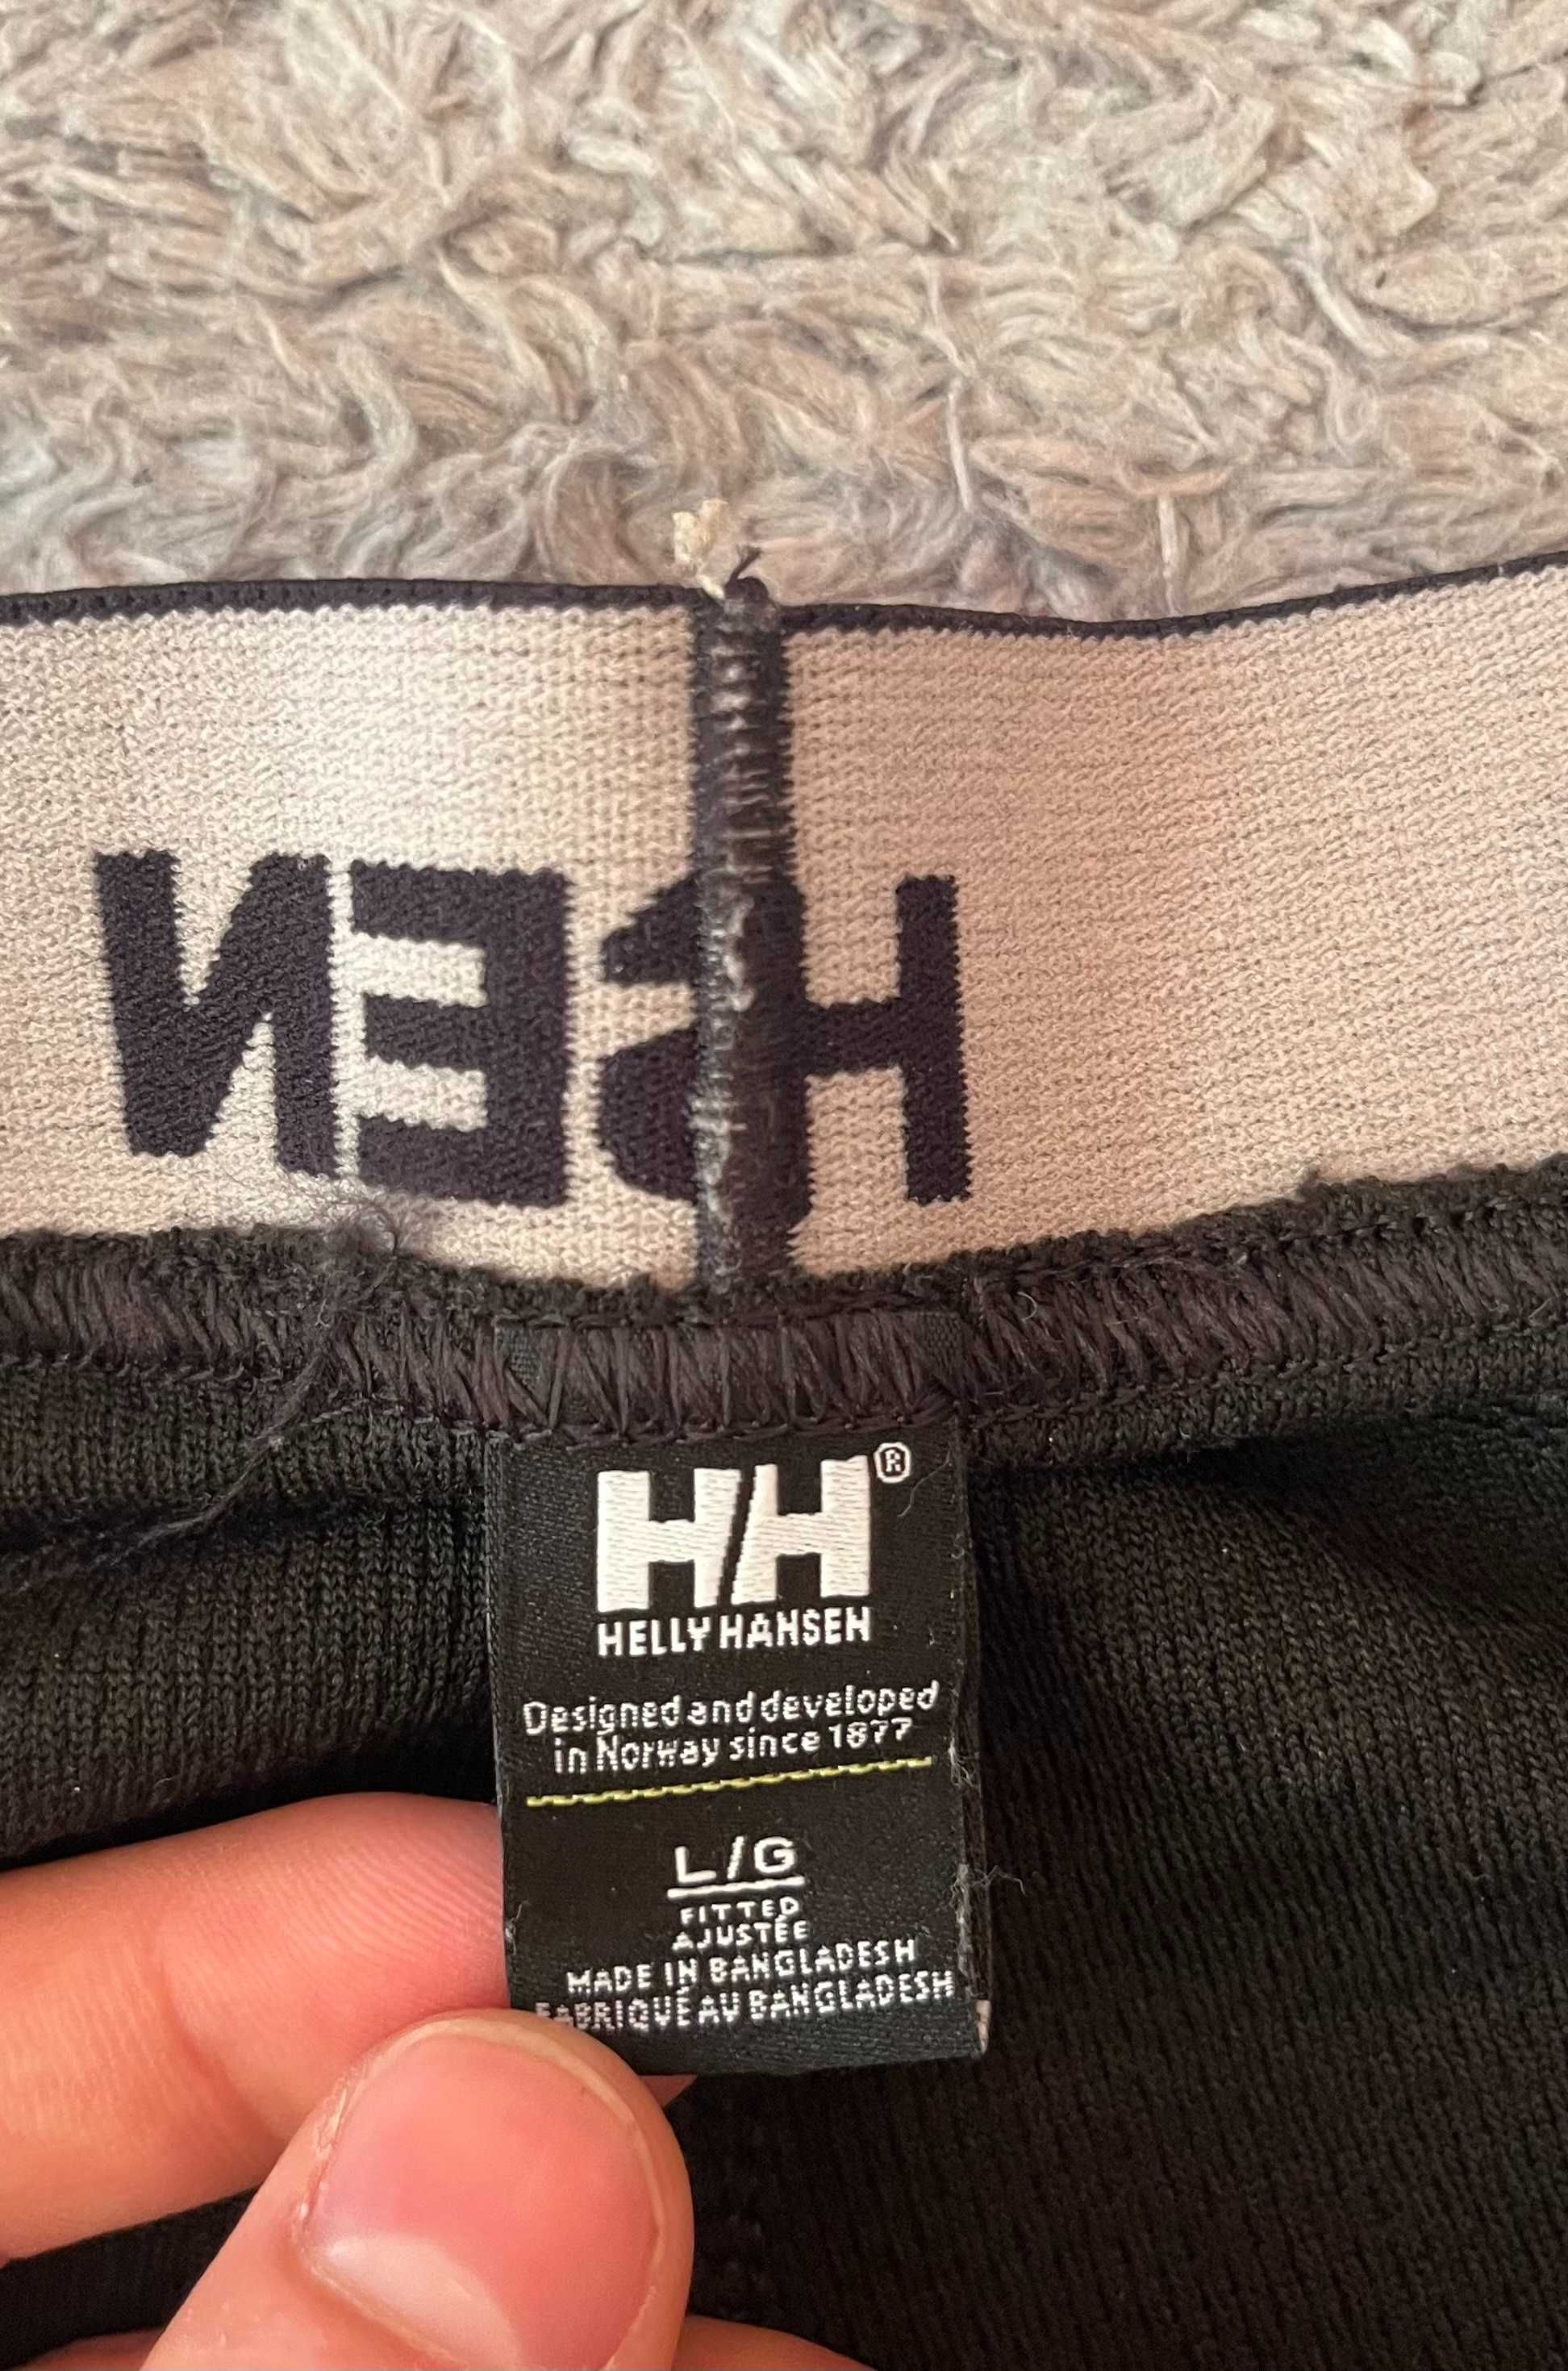 HSEN
HH®
HELLY HANSEN
Designed and developed
in Norway since 1877
L/G
FITTED
AJUSTÉE
MADE IN BANGLADESH
FABRIQUÉ AU BANGLADESH